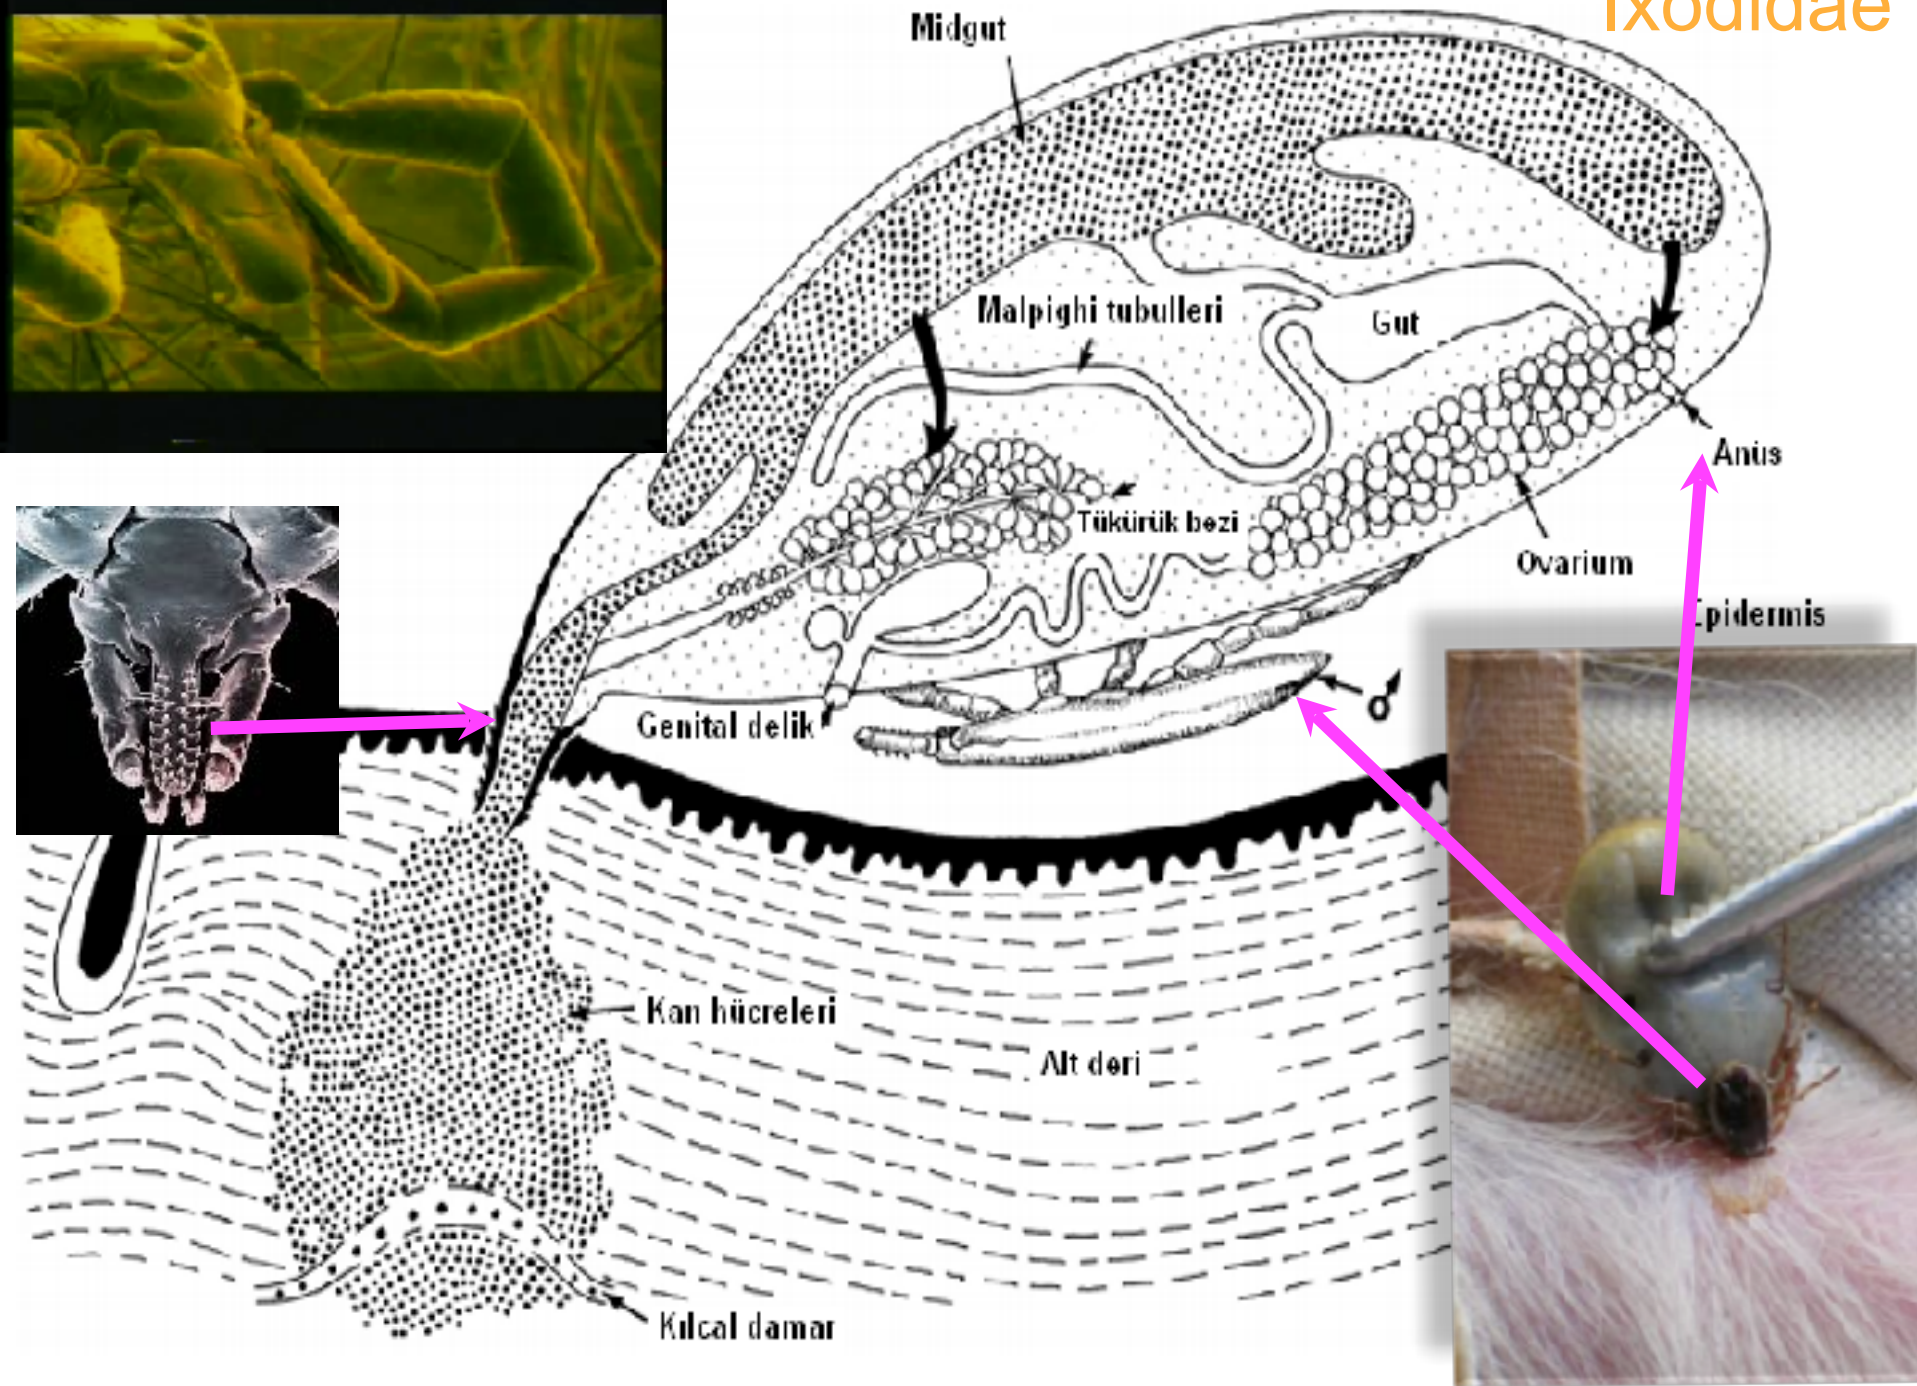 Ixodidae
Midgut
Malpighi tubulleri
Gut
Anüs
Tükürük bezi
Ovarium
Epidermis
Genital delik
♂
Kan hücreleri
Alt deri
Kılcal damar